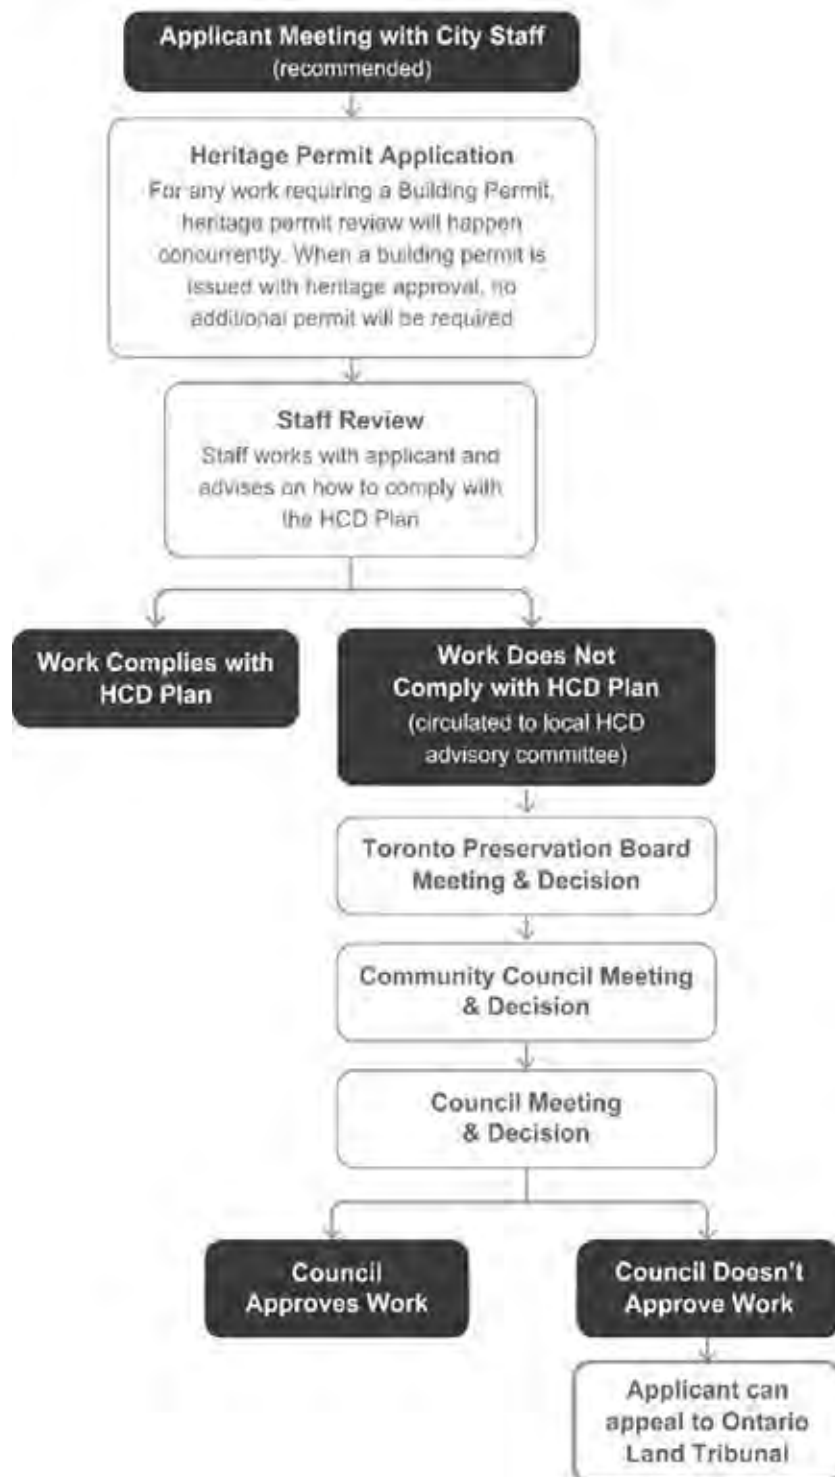 Applicant Meeting with City Staff
(recommended)
Heritage Permit Application
For any work requiring a Building Permit,
heritage permit review will happen
concurrently. When a building permit is
issued with heritage approval, no
additional permit will be required
Staff Review
Staff works with applicant and
advises on how to comply with
the HCD Plan
Work Complies with
HCD Plan
Work Does Not
Comply with HCD Plan
(circulated to local HCD
advisory committee)
Toronto Preservation Board
Meeting & Decision
Community Council Meeting
& Decision
Council Meeting
& Decision
Council
Approves Work
Council Doesn't
Approve Work
Applicant can
appeal to Ontario
Land Tribunal